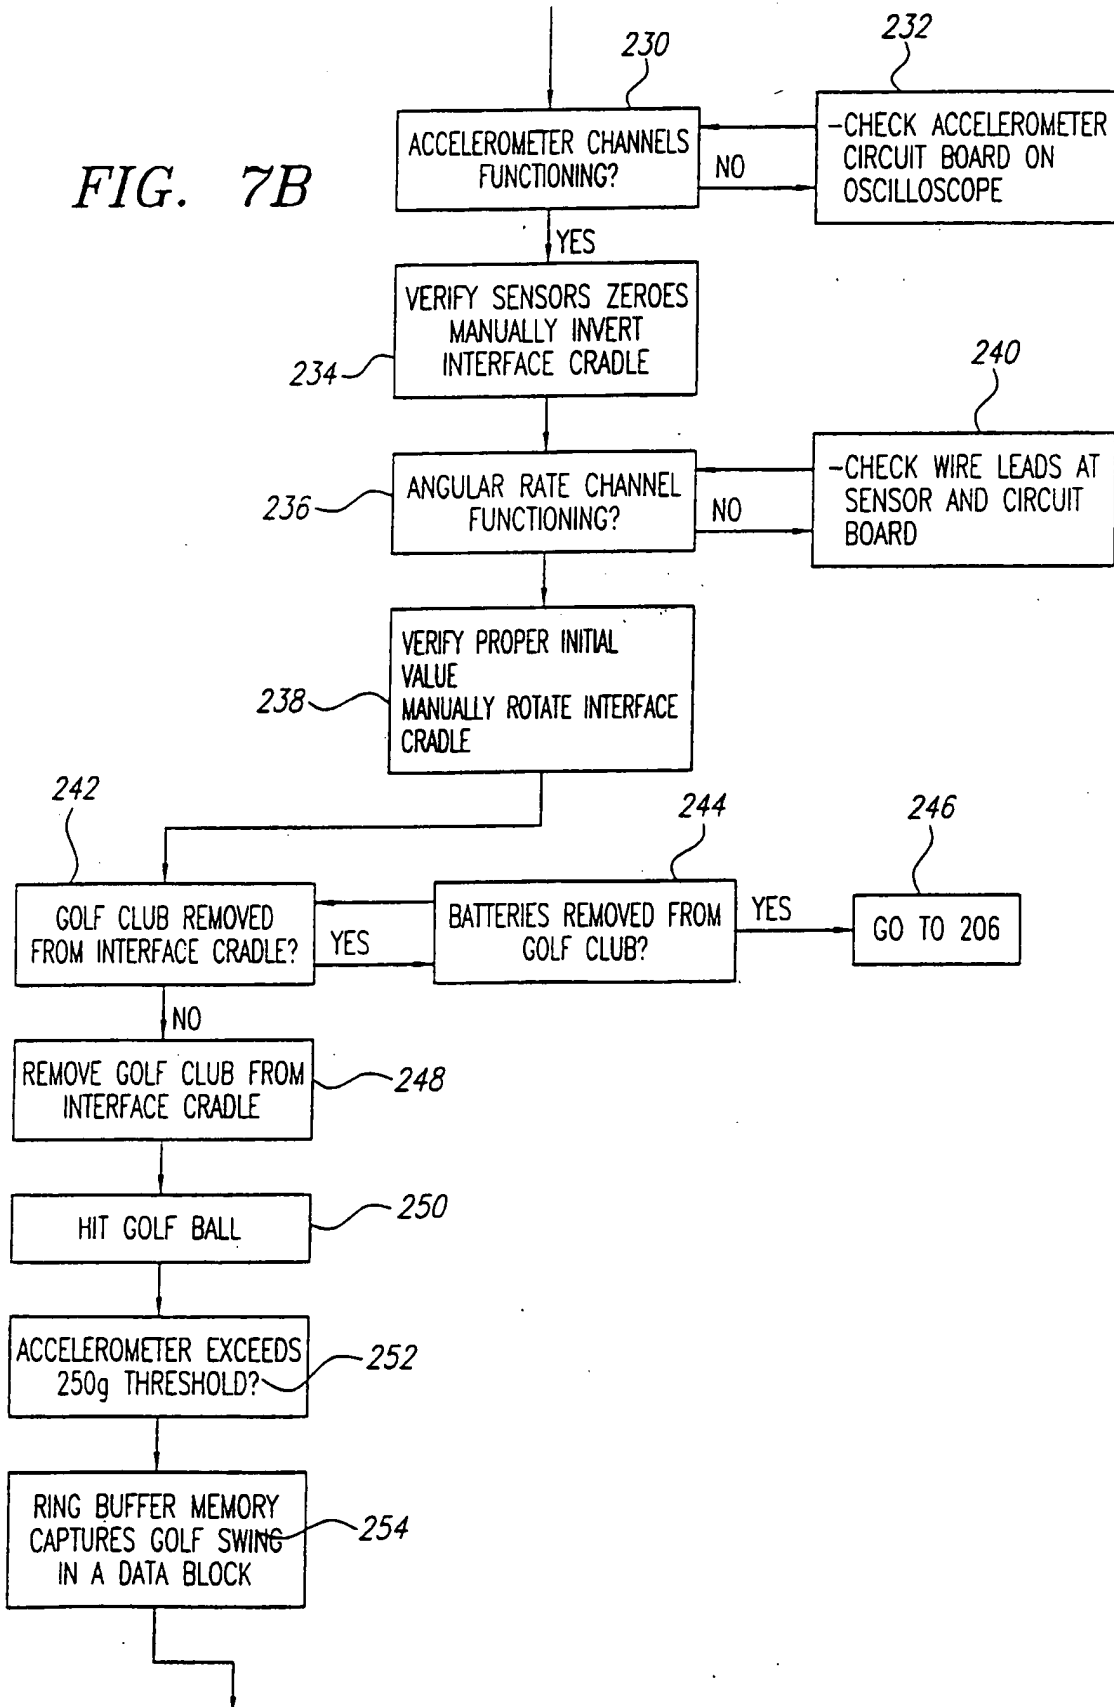 FIG. 7B
230
232
ACCELEROMETER CHANNELS
FUNCTIONING?
NO
-CHECK ACCELEROMETER
CIRCUIT BOARD ON
OSCILLOSCOPE
YES
VERIFY SENSORS ZEROES
MANUALLY INVERT
INTERFACE CRADLE
234
240
ANGULAR RATE CHANNEL
FUNCTIONING?
236
NO
-CHECK WIRE LEADS AT
SENSOR AND CIRCUIT
BOARD
VERIFY PROPER INITIAL
VALUE
MANUALLY ROTATE INTERFACE
CRADLE
238
242
244
246
GOLF CLUB REMOVED
FROM INTERFACE CRADLE?
YES
BATTERIES REMOVED FROM
GOLF CLUB?
YES
GO TO 206
NO
REMOVE GOLF CLUB FROM
INTERFACE CRADLE
248
HIT GOLF BALL
250
ACCELEROMETER EXCEEDS
250g THRESHOLD?
252
RING BUFFER MEMORY
CAPTURES GOLF SWING
IN A DATA BLOCK
254